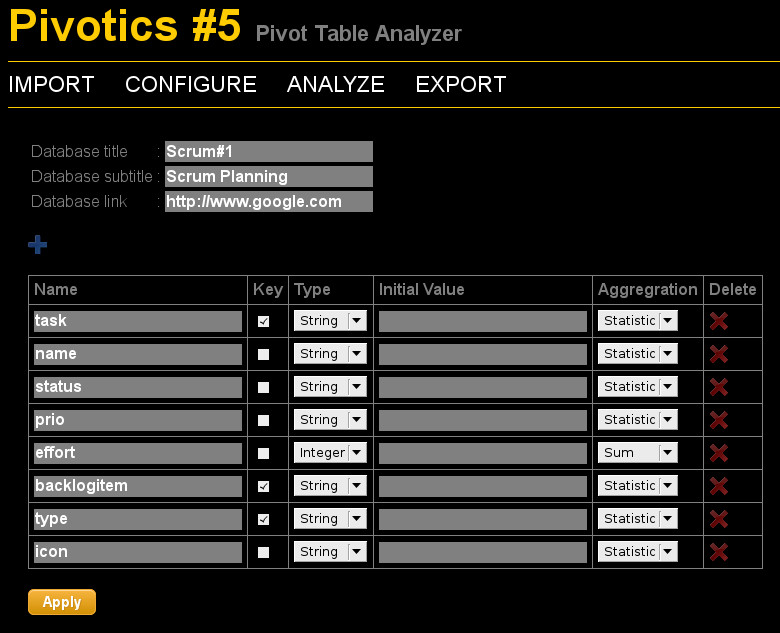 Pivotics #5 Pivot Table Analyzer
IMPORT CONFIGURE ANALYZE EXPORT
Database title : Scrum#1
Database subtitle : Scrum Planning
Database link : http://www.google.com
Name Key Type Initial Value Aggregration Delete
task String Statistic
name String Statistic
status String Statistic
prio String Statistic
effort Integer Sum
backlogitem String Statistic
type String Statistic
icon String Statistic
Apply